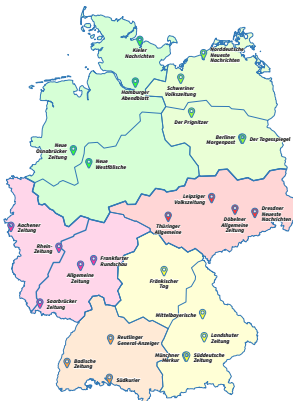 Kieler
Nachrichten
Norddeutsche
Neueste
Nachrichten
Schweriner
Volkszeitung
Hamburger
Abendblatt
Der Prignitzer
Berliner
Morgenpost
Der Tagesspiegel
Neue
Osnabrücker
Zeitung
Neue
Westfälische
Leipziger
Volkszeitung
Döbelner
Allgemeine
Zeitung
Dresdner
Neueste
Nachrichten
Thüringer
Allgemeine
Aachener
Zeitung
Rhein-
Zeitung
Frankfurter
Rundschau
Allgemeine
Zeitung
Saarbrücker
Zeitung
Fränkischer
Tag
Mittelbayerische
Landshuter
Zeitung
Münchner
Merkur
Süddeutsche
Zeitung
Reutlinger
General-Anzeiger
Badische
Zeitung
Südkurier